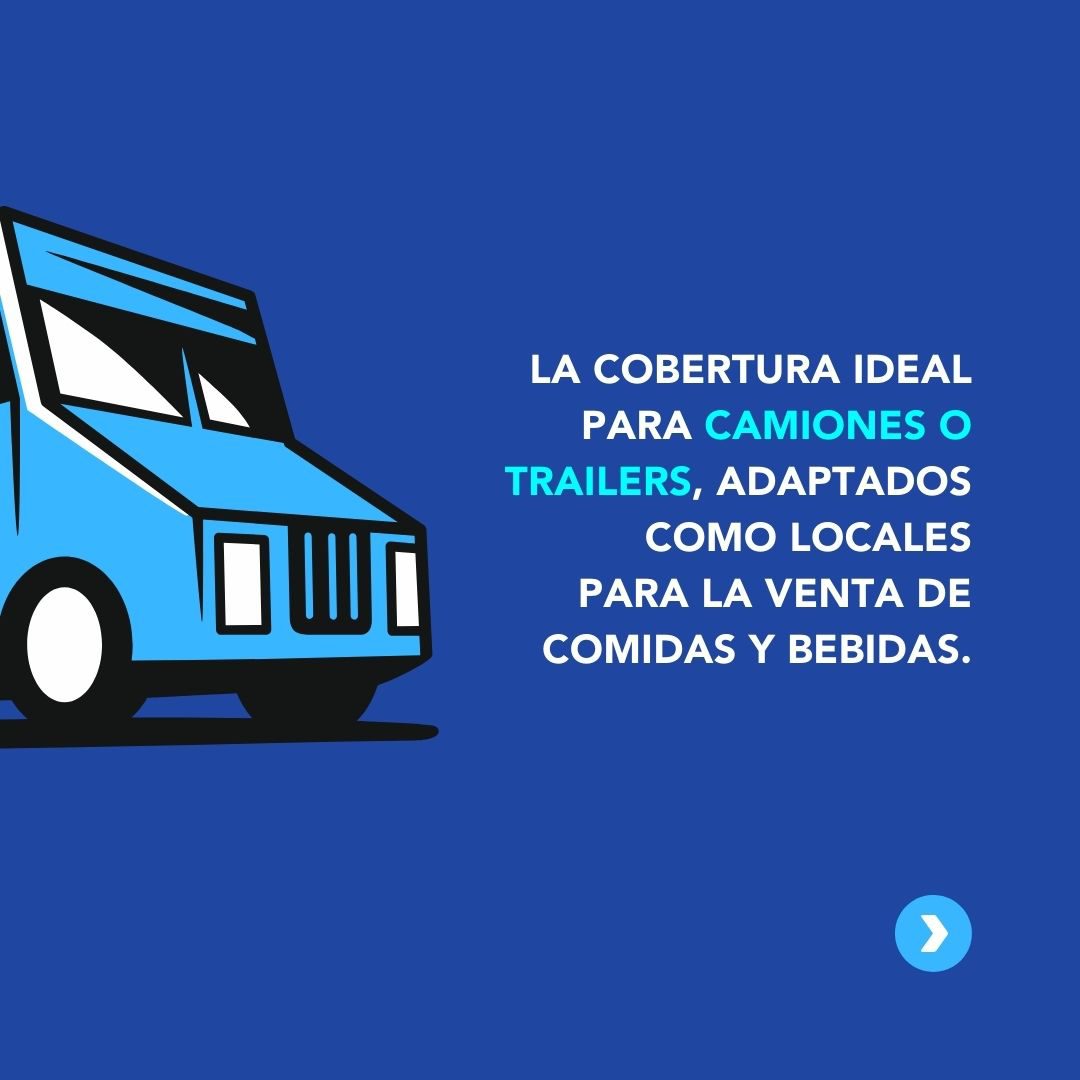 LA COBERTURA IDEAL
PARA CAMIONES O
TRAILERS, ADAPTADOS
COMO LOCALES
PARA LA VENTA DE
COMIDAS Y BEBIDAS.